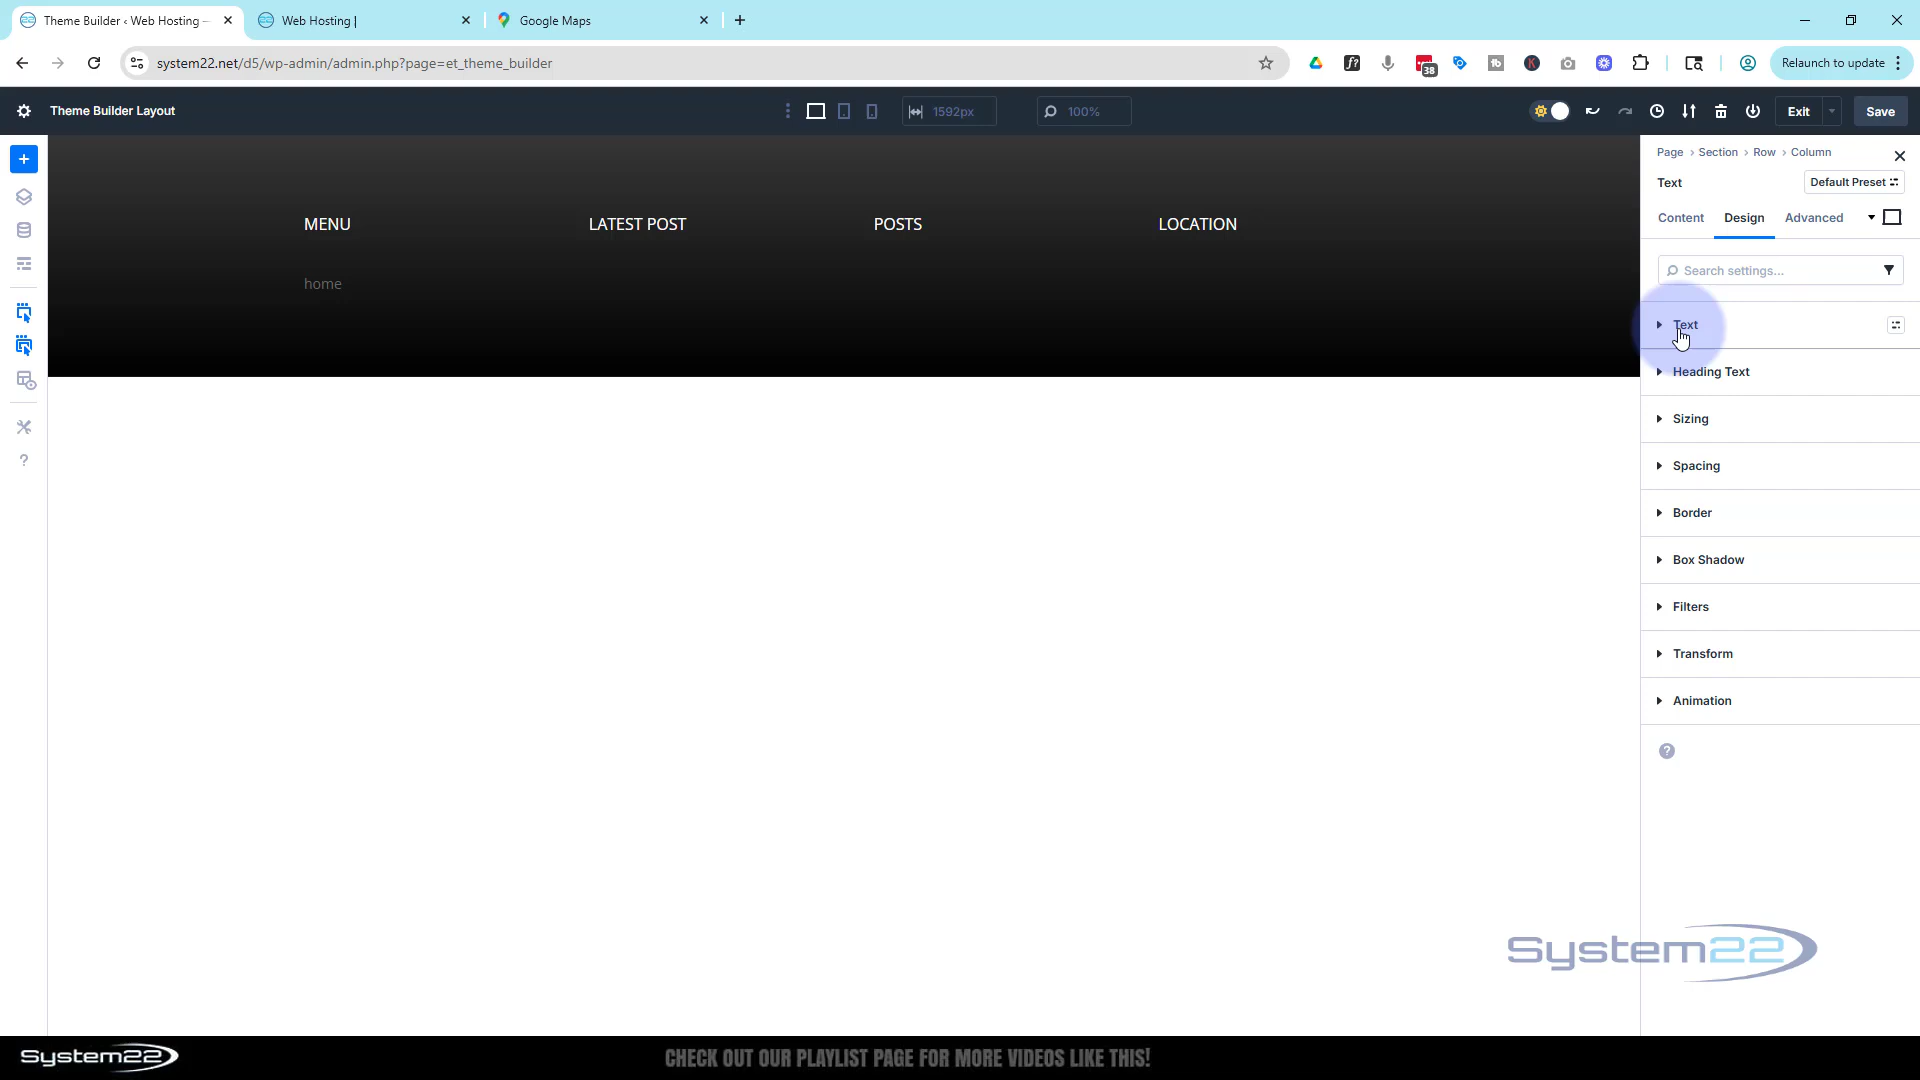 Theme Builder ‹ Web Hosting —
Web Hosting |
Google Maps
system22.net/d5/wp-admin/admin.php?page=et_theme_builder
38
Relaunch to update
Theme Builder Layout
1592px
100%
Exit
Save
Page › Section › Row › Column
Text
Default Preset
Content
Design
Advanced
Search settings...
Text
Heading Text
Sizing
Spacing
Border
Box Shadow
Filters
Transform
Animation
MENU
LATEST POST
POSTS
LOCATION
home
System22
System22
CHECK OUT OUR PLAYLIST PAGE FOR MORE VIDEOS LIKE THIS!